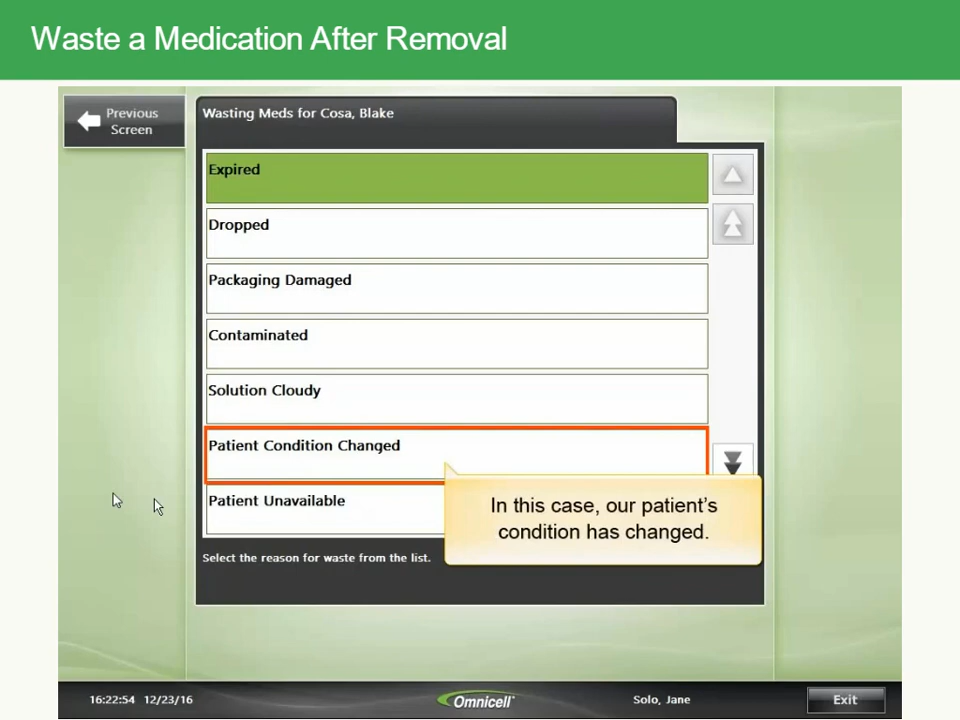 Waste a Medication After Removal
Previous
Screen
Wasting Meds for Cosa, Blake
Expired
Dropped
Packaging Damaged
Contaminated
Solution Cloudy
Patient Condition Changed
Patient Unavailable
In this case, our patient's
condition has changed.
Select the reason for waste from the list.
16:22:54 12/23/16
Omnicell
Solo, Jane
Exit